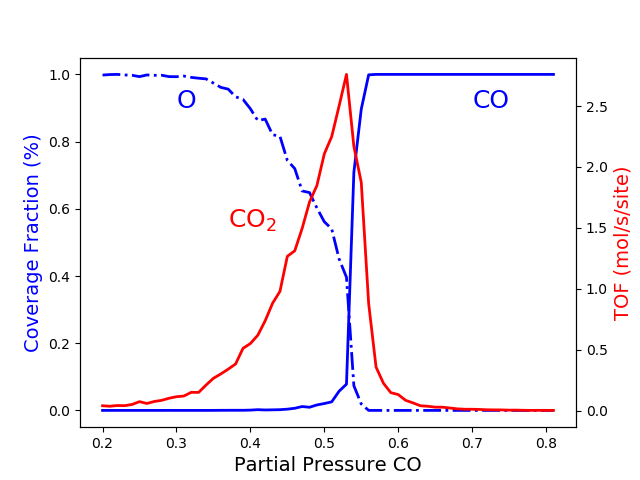 1.0
0.8
0.6
0.4
0.2
0.0
Coverage Fraction (%)
O
CO
CO₂
2.5
2.0
1.5
1.0
0.5
0.0
TOF (mol/s/site)
0.2 0.3 0.4 0.5 0.6 0.7 0.8
Partial Pressure CO